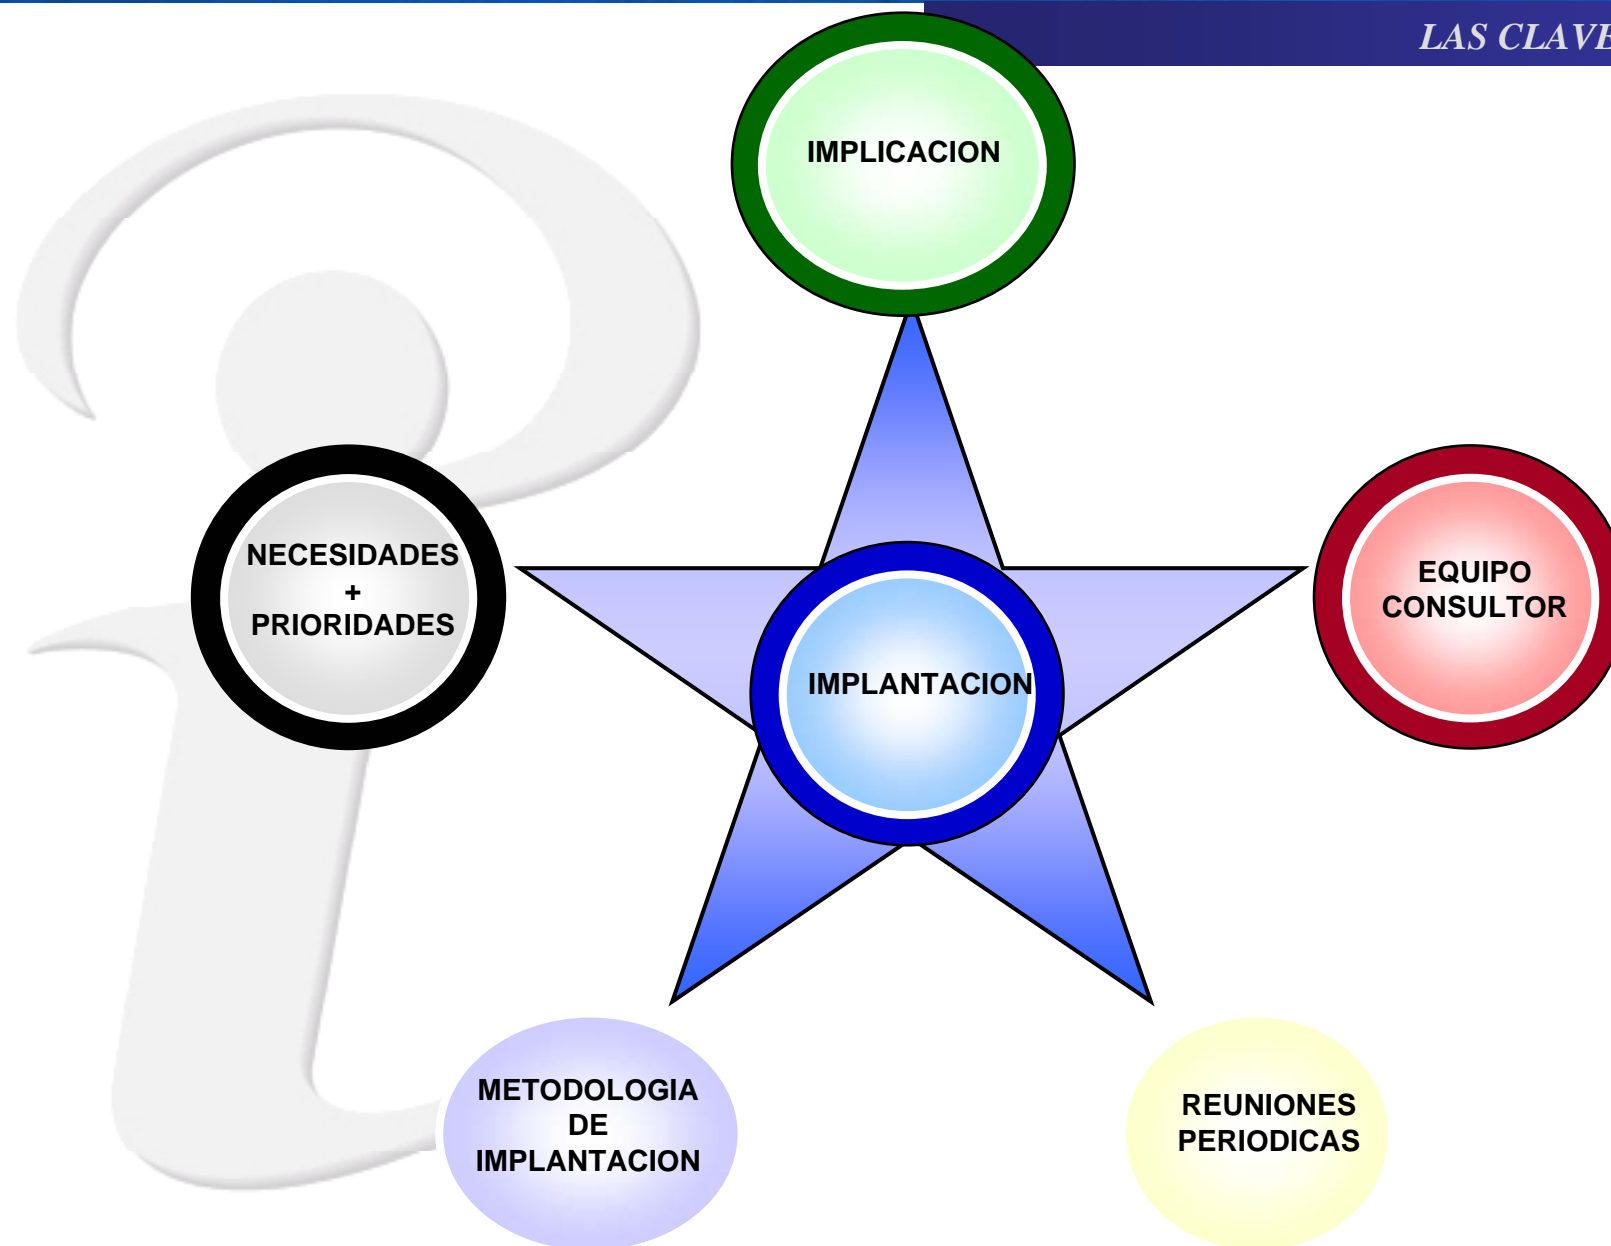 LAS CLAVE
IMPLICACION
NECESIDADES
+
PRIORIDADES
EQUIPO
CONSULTOR
IMPLANTACION
METODOLOGIA
DE
IMPLANTACION
REUNIONES
PERIODICAS